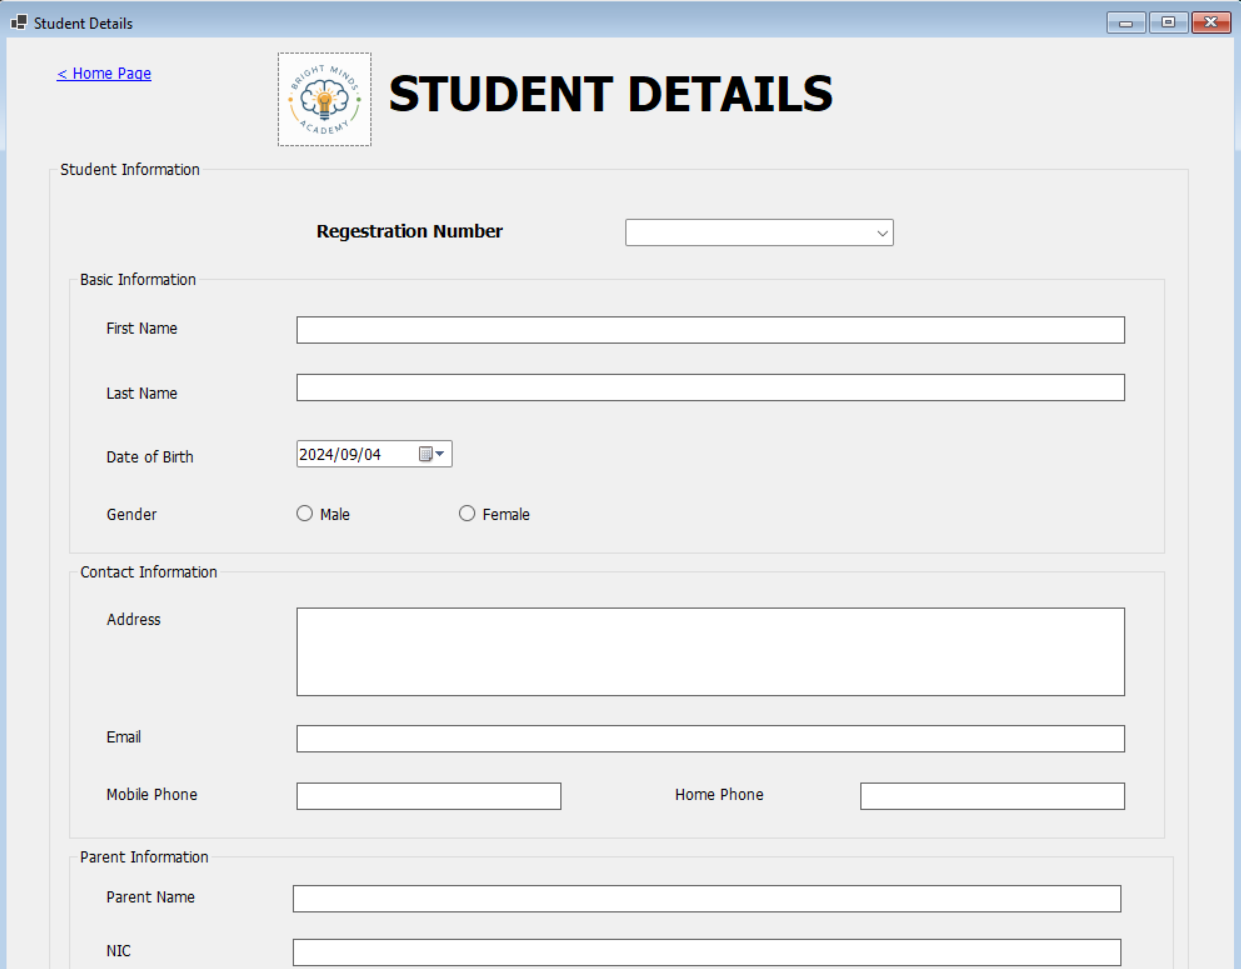 Student Details
< Home Page
BRIGHT MINDS
ACADEMY
STUDENT DETAILS
Student Information
Regestration Number
Basic Information
First Name
Last Name
Date of Birth
2024/09/04
Gender
Male
Female
Contact Information
Address
Email
Mobile Phone
Home Phone
Parent Information
Parent Name
NIC